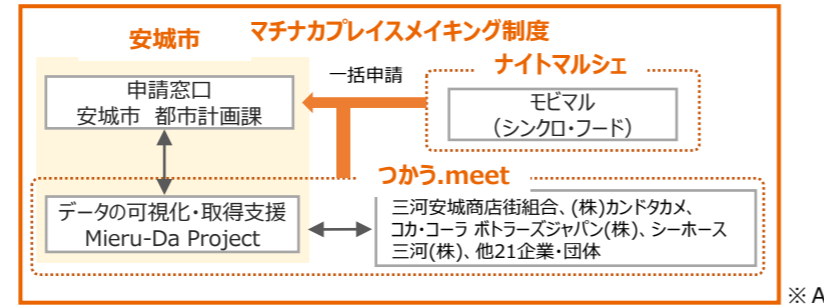 マチナカプレイスメイキング制度
安城市
ナイトマルシェ
一括申請
申請窓口
安城市 都市計画課
モビマル
（シンクロ・フード）
つかう.meet
データの可視化・取得支援
Mieru-Da Project
三河安城商店街組合、(株)カンドタカメ、
コカ・コーラ ボトラーズジャパン(株)、シーホース
三河(株)、他21企業・団体
※ A